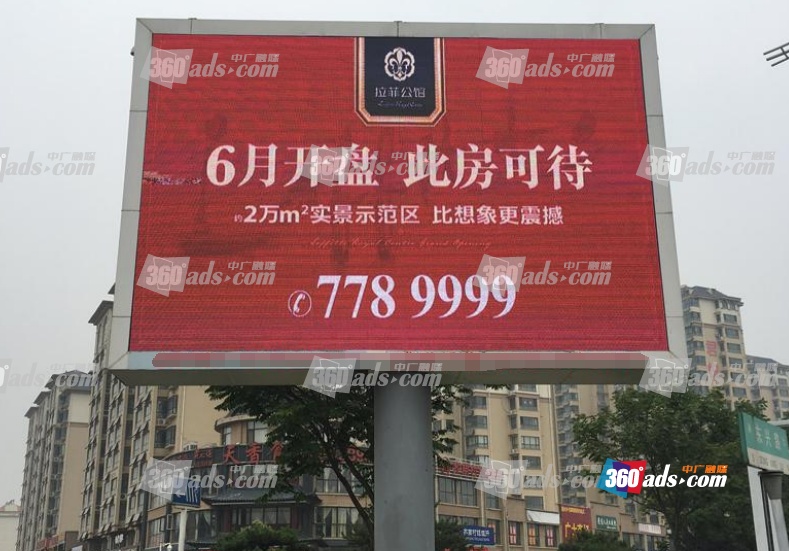 拉菲公馆
6月开盘 此房可待
约2万m²实景示范区 比想象更震撼
778 9999
360ads.com
中广融媒